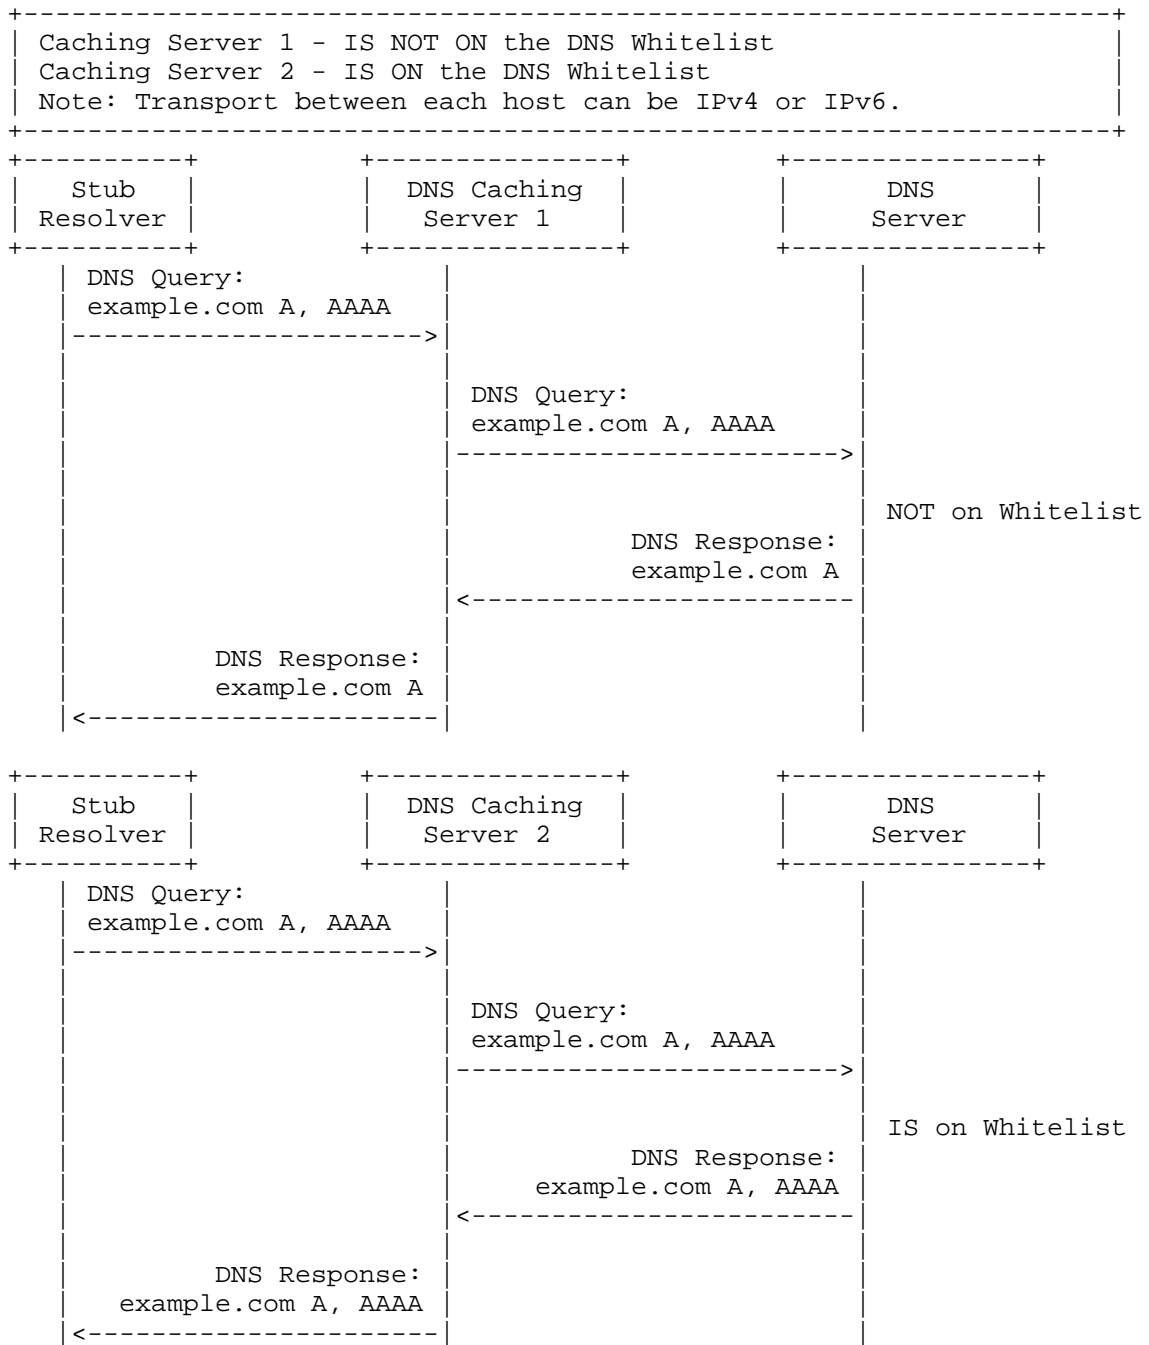 Caching Server 1 - IS NOT ON the DNS Whitelist
Caching Server 2 - IS ON the DNS Whitelist
Note: Transport between each host can be IPv4 or IPv6.
Stub DNS Caching DNS
Resolver Server 1 Server
DNS Query:
example.com A, AAAA
DNS Query:
example.com A, AAAA
NOT on Whitelist
DNS Response:
example.com A
DNS Response:
example.com A
Stub DNS Caching DNS
Resolver Server 2 Server
DNS Query:
example.com A, AAAA
DNS Query:
example.com A, AAAA
IS on Whitelist
DNS Response:
example.com A, AAAA
DNS Response:
example.com A, AAAA